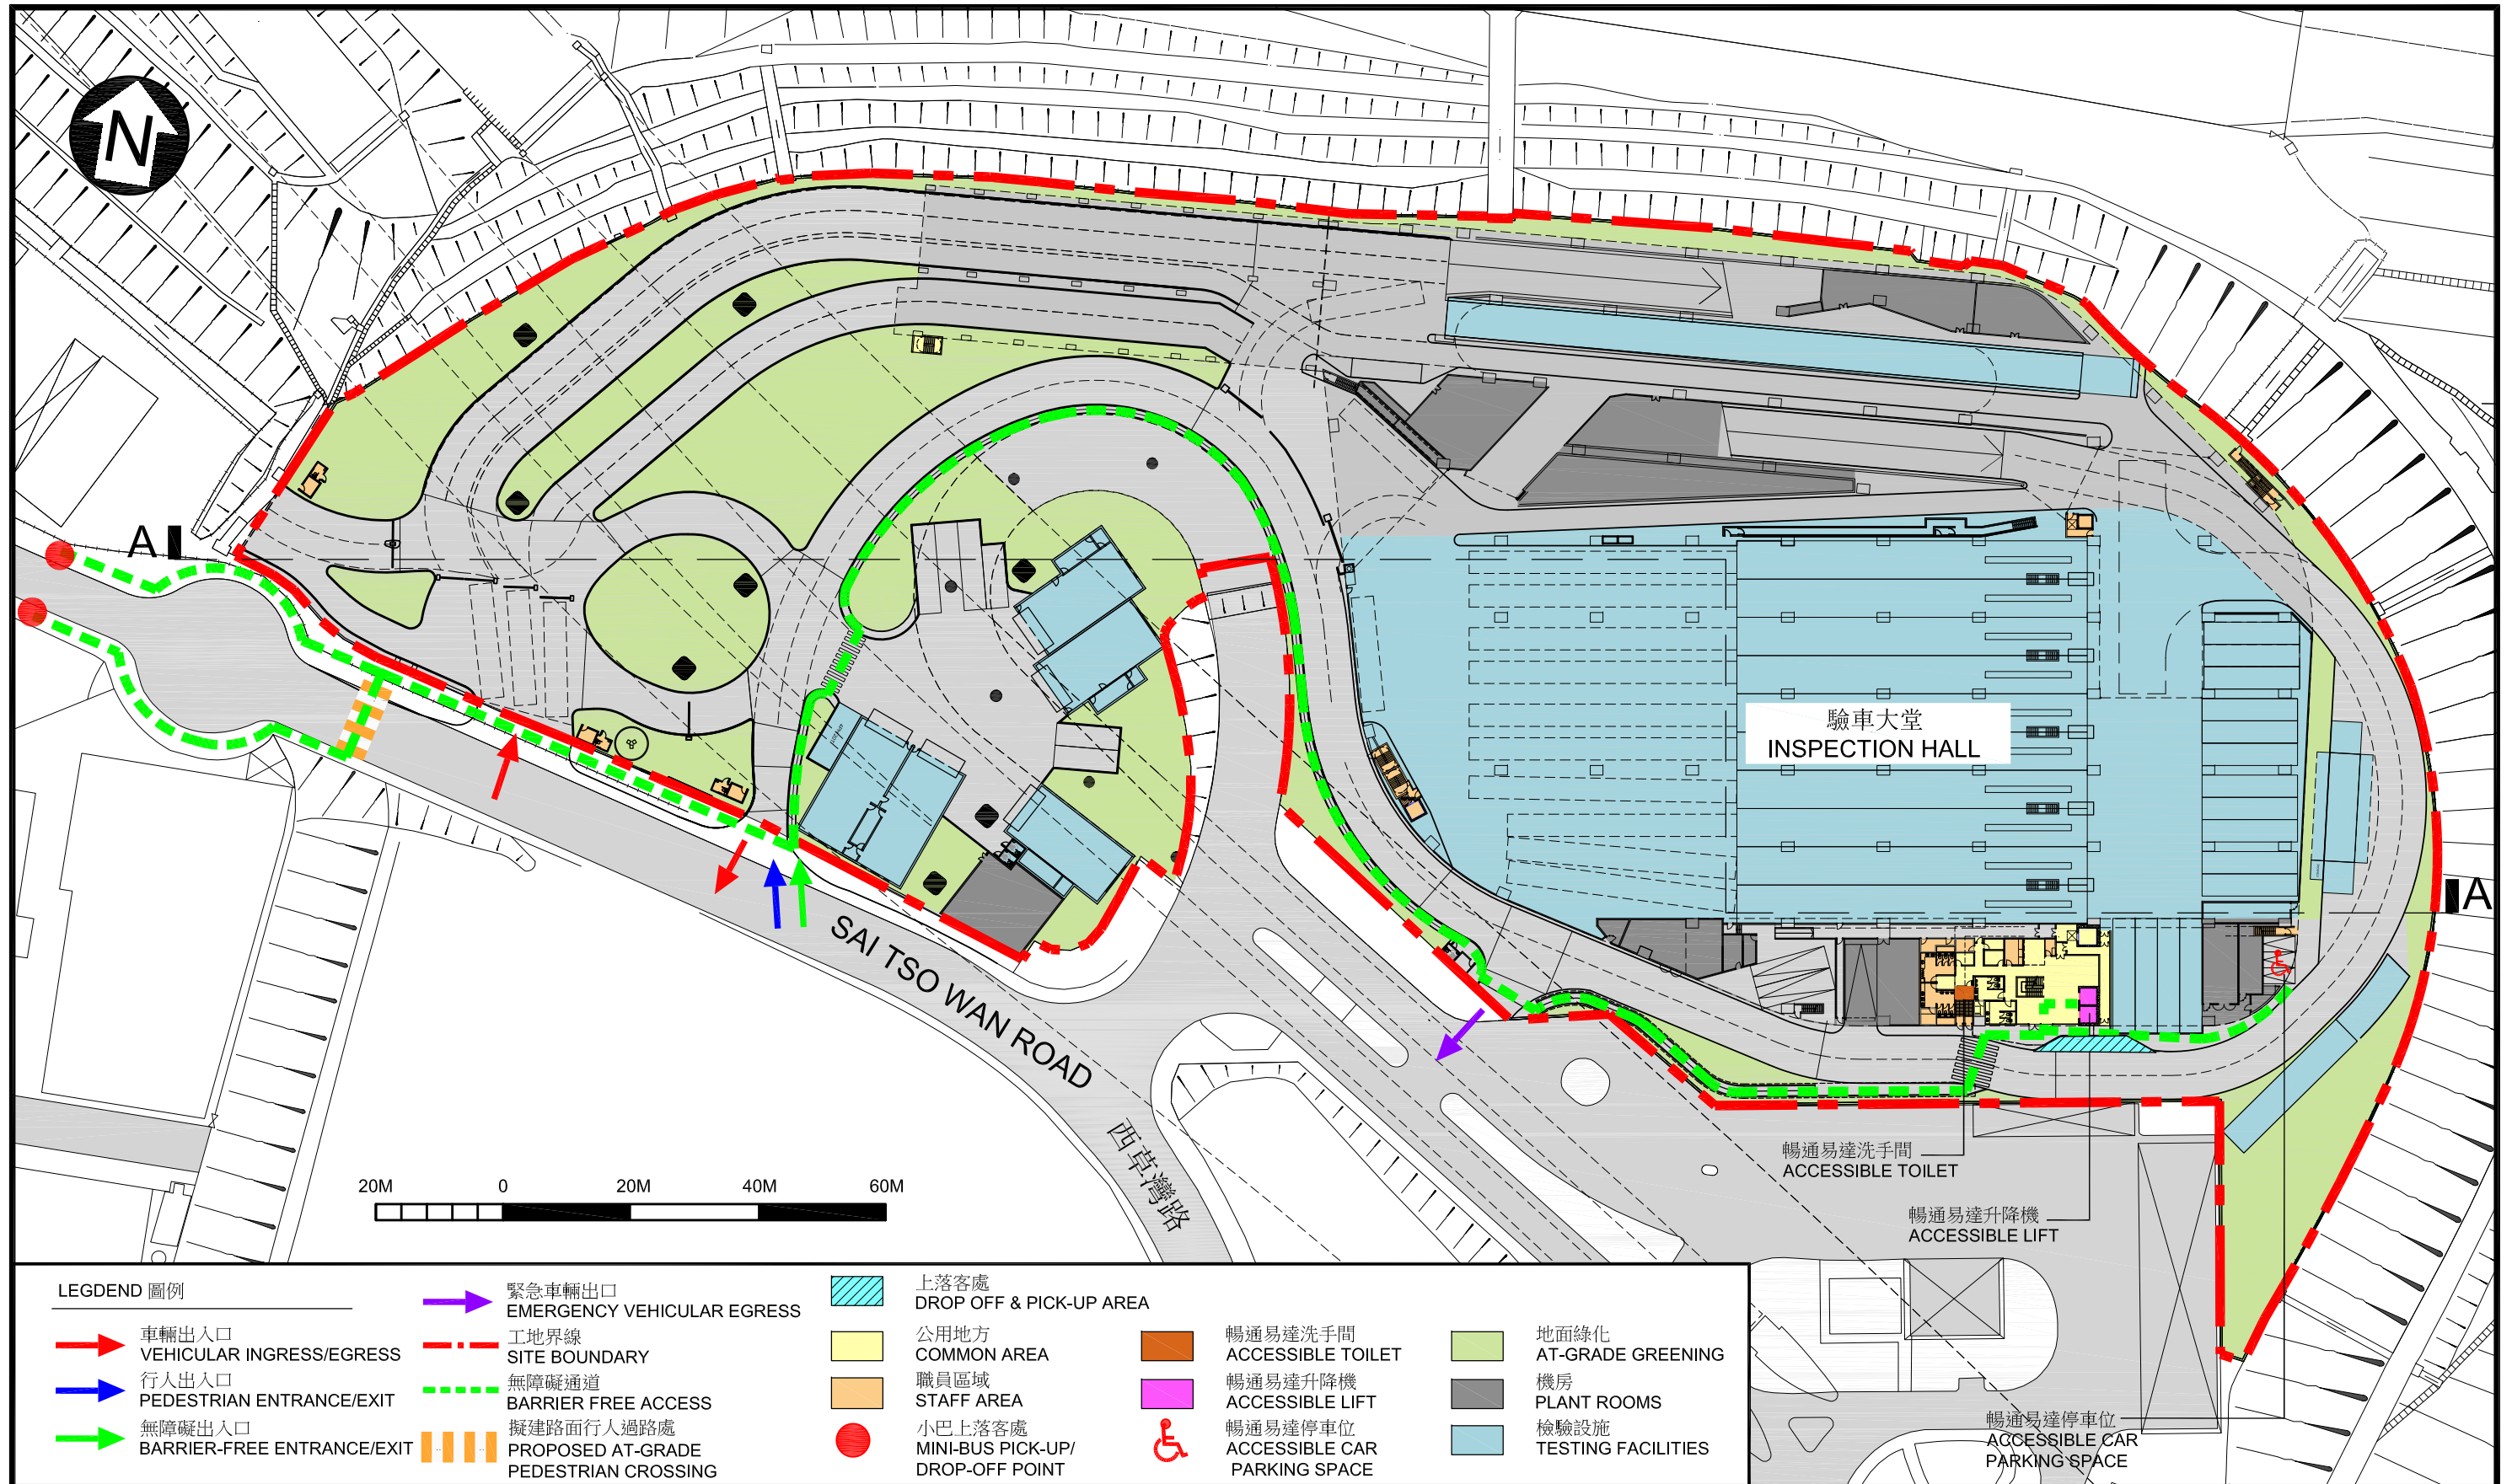 N
A
A
驗車大堂
INSPECTION HALL
SAI TSO WAN ROAD
西草灣路
暢通易達洗手間
ACCESSIBLE TOILET
暢通易達升降機
ACCESSIBLE LIFT
暢通易達停車位
ACCESSIBLE CAR
PARKING SPACE
20M 0 20M 40M 60M
LEGDEND 圖例
車輛出入口
VEHICULAR INGRESS/EGRESS
行人出入口
PEDESTRIAN ENTRANCE/EXIT
無障礙出入口
BARRIER-FREE ENTRANCE/EXIT
緊急車輛出口
EMERGENCY VEHICULAR EGRESS
工地界線
SITE BOUNDARY
無障礙通道
BARRIER FREE ACCESS
擬建路面行人過路處
PROPOSED AT-GRADE
PEDESTRIAN CROSSING
上落客處
DROP OFF & PICK-UP AREA
公用地方
COMMON AREA
職員區域
STAFF AREA
小巴上落客處
MINI-BUS PICK-UP/
DROP-OFF POINT
暢通易達洗手間
ACCESSIBLE TOILET
暢通易達升降機
ACCESSIBLE LIFT
暢通易達停車位
ACCESSIBLE CAR
PARKING SPACE
地面綠化
AT-GRADE GREENING
機房
PLANT ROOMS
檢驗設施
TESTING FACILITIES